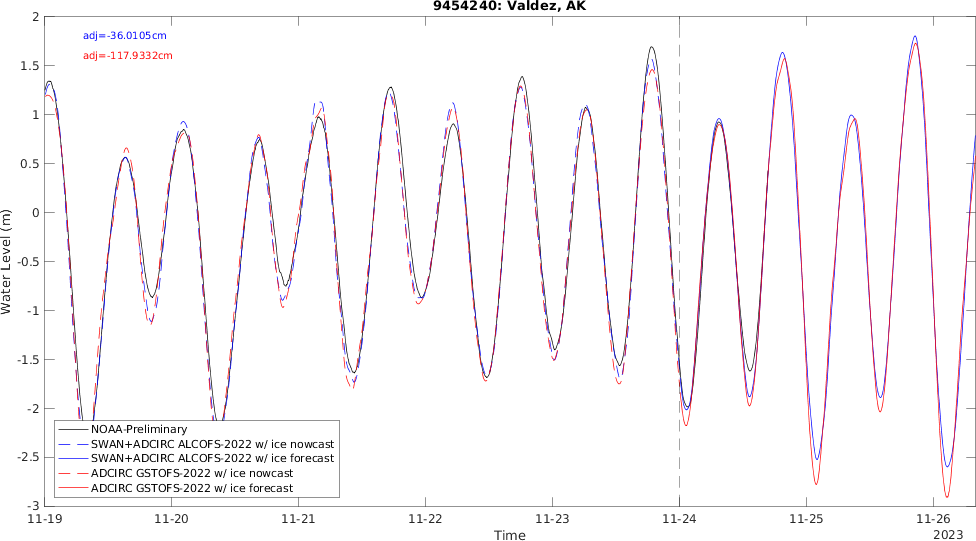 9454240: Valdez, AK
adj=-36.0105cm
adj=-117.9332cm
2
1.5
1
0.5
0
-0.5
-1
-1.5
-2
-2.5
-3
Water Level (m)
NOAA-Preliminary
SWAN+ADCIRC ALCOFS-2022 w/ ice nowcast
SWAN+ADCIRC ALCOFS-2022 w/ ice forecast
ADCIRC GSTOFS-2022 w/ ice nowcast
ADCIRC GSTOFS-2022 w/ ice forecast
11-19 11-20 11-21 11-22 11-23 11-24 11-25 11-26
Time
2023